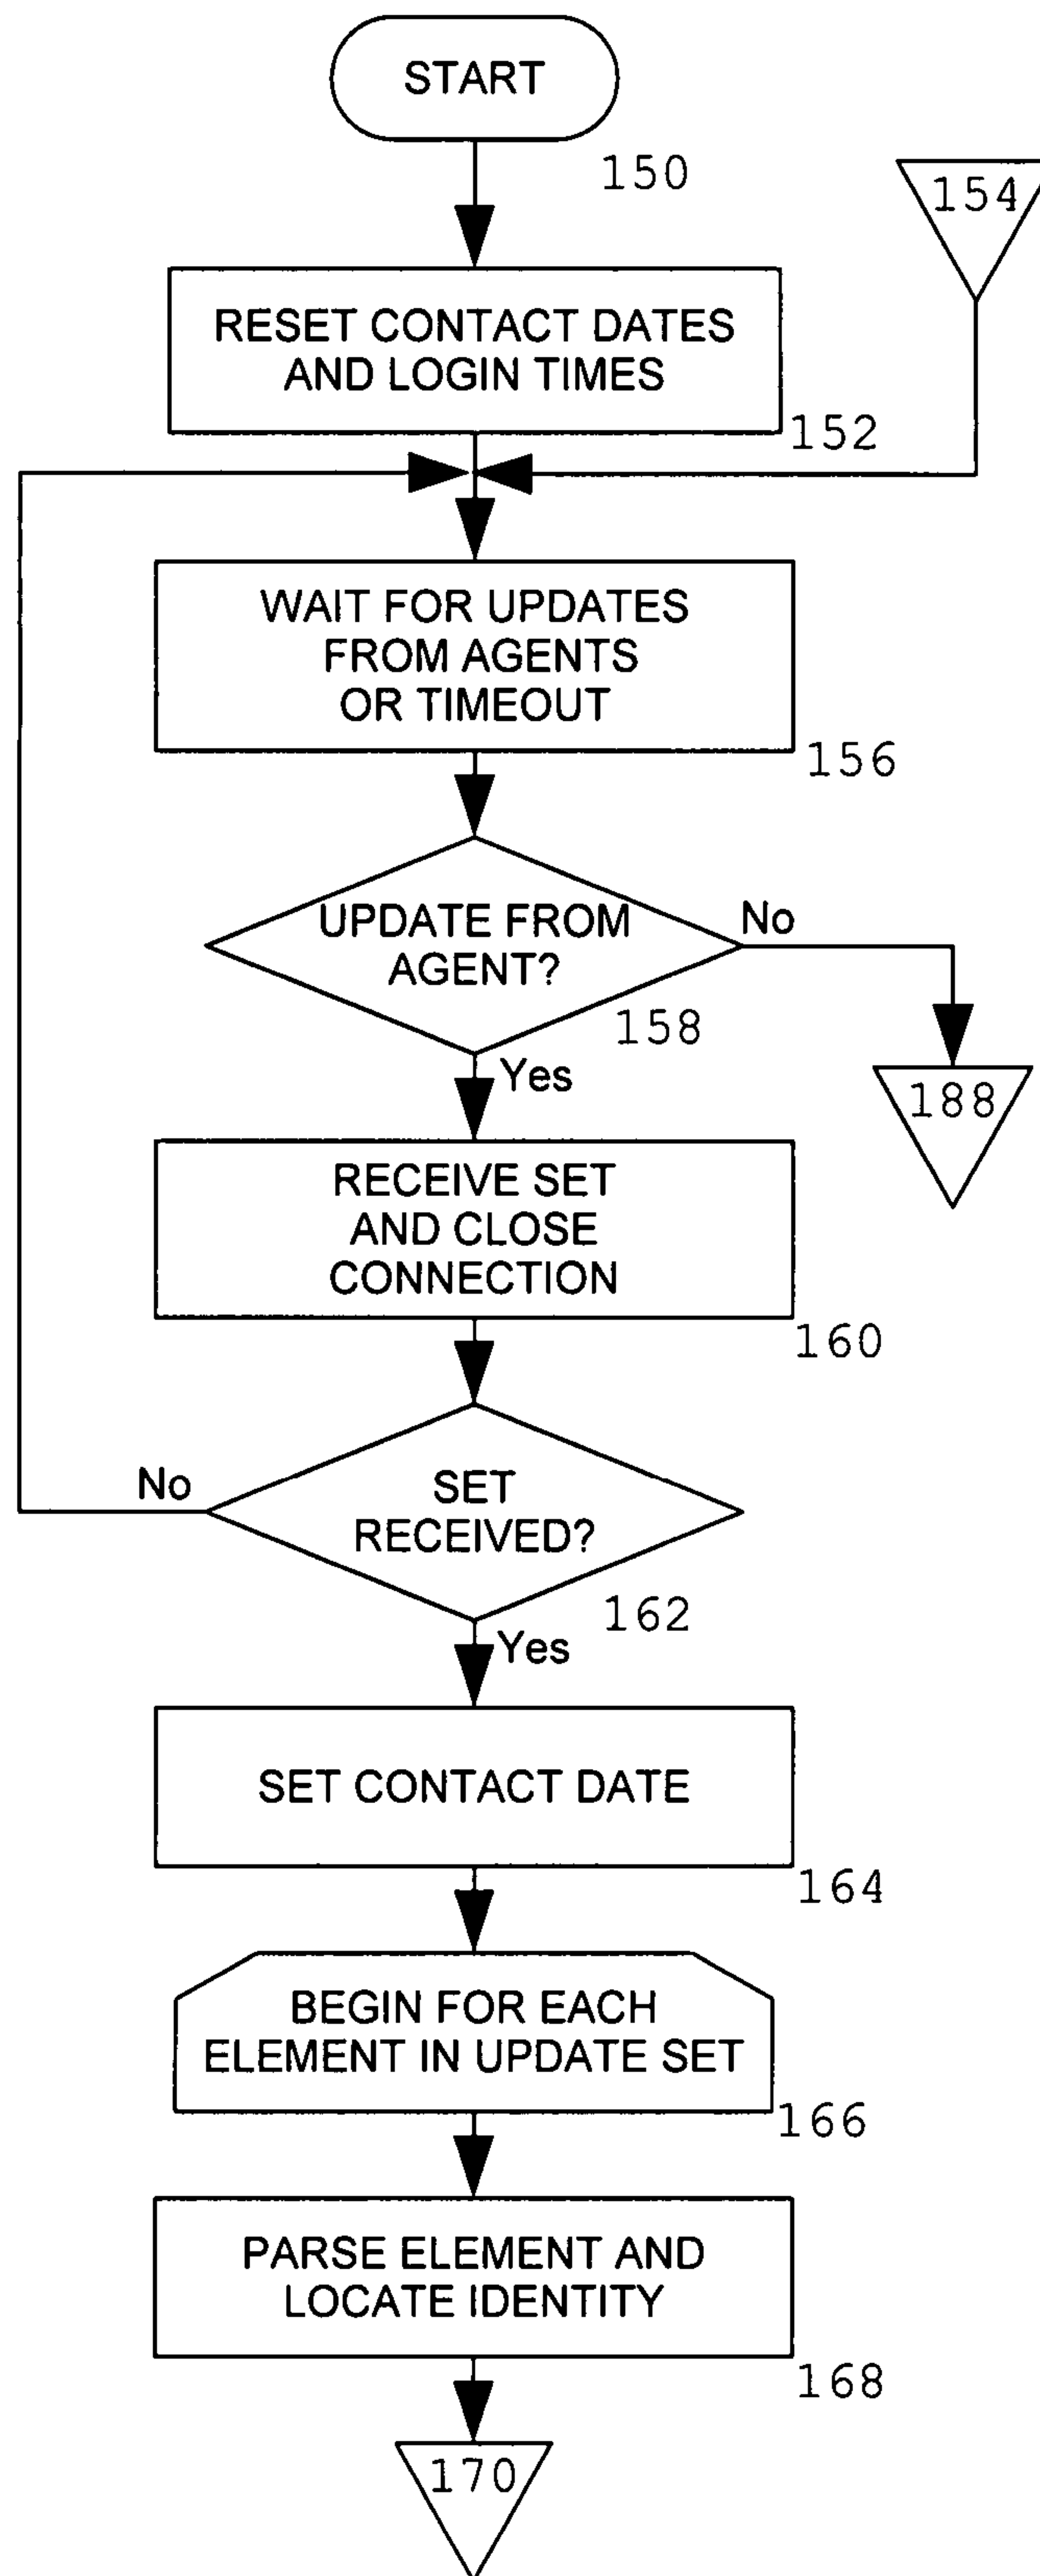 START
150
154
RESET CONTACT DATES
AND LOGIN TIMES
152
WAIT FOR UPDATES
FROM AGENTS
OR TIMEOUT
156
UPDATE FROM
AGENT?
No
158
Yes
188
RECEIVE SET
AND CLOSE
CONNECTION
160
No
SET
RECEIVED?
162
Yes
SET CONTACT DATE
164
BEGIN FOR EACH
ELEMENT IN UPDATE SET
166
PARSE ELEMENT AND
LOCATE IDENTITY
168
170